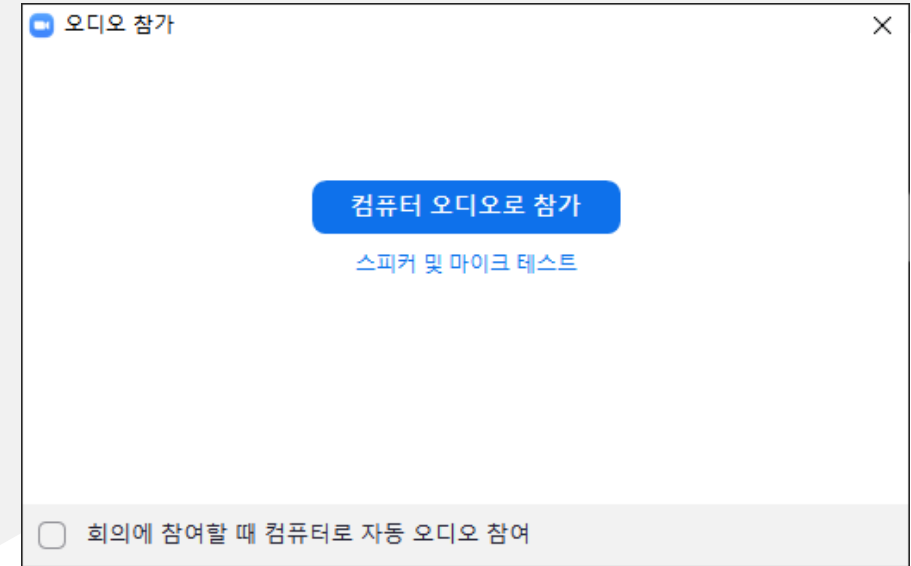 오디오 참가
컴퓨터 오디오로 참가
스피커 및 마이크 테스트
회의에 참여할 때 컴퓨터로 자동 오디오 참여